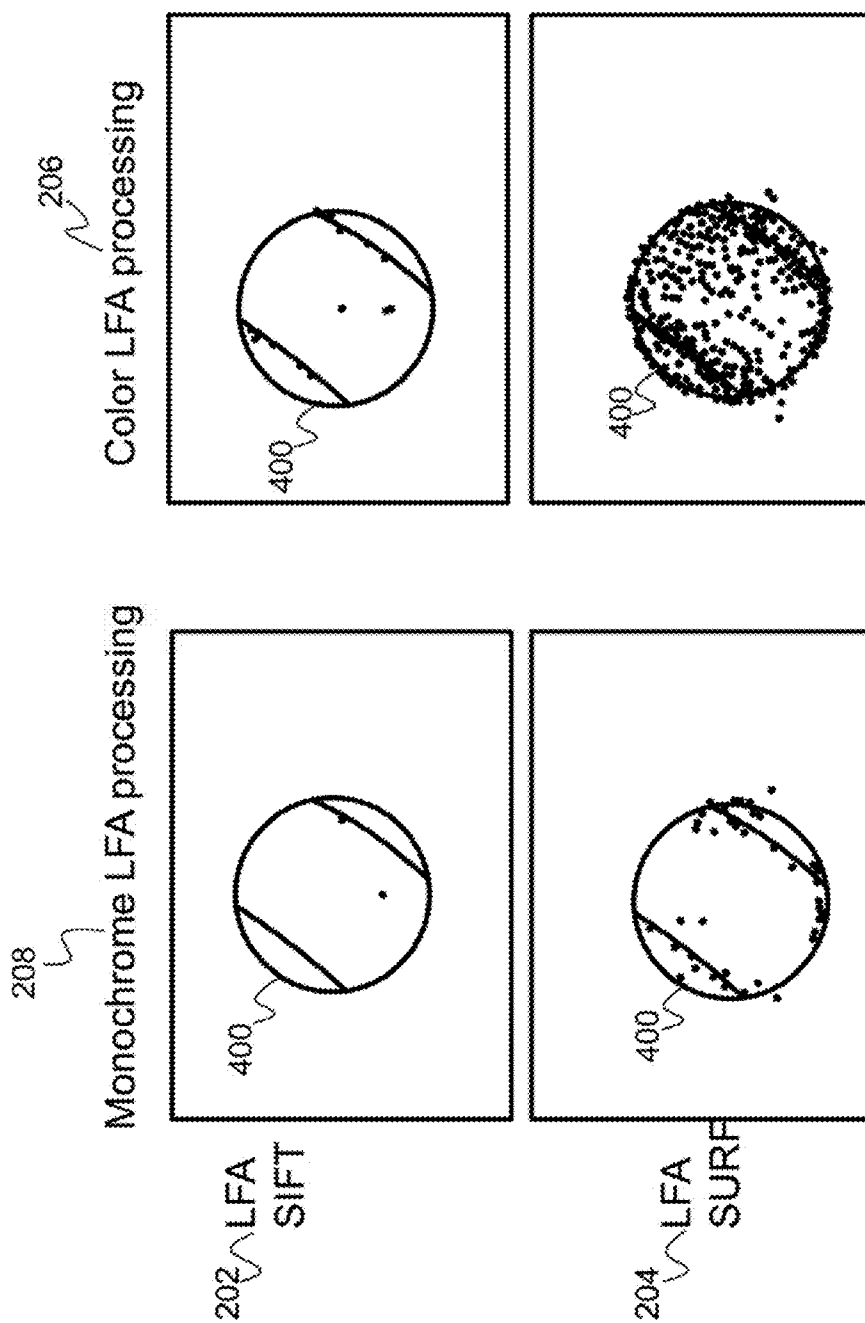 208
Monochrome LFA processing
206
Color LFA processing
202
LFA
SIFT
400
400
204
LFA
SURF
400
400